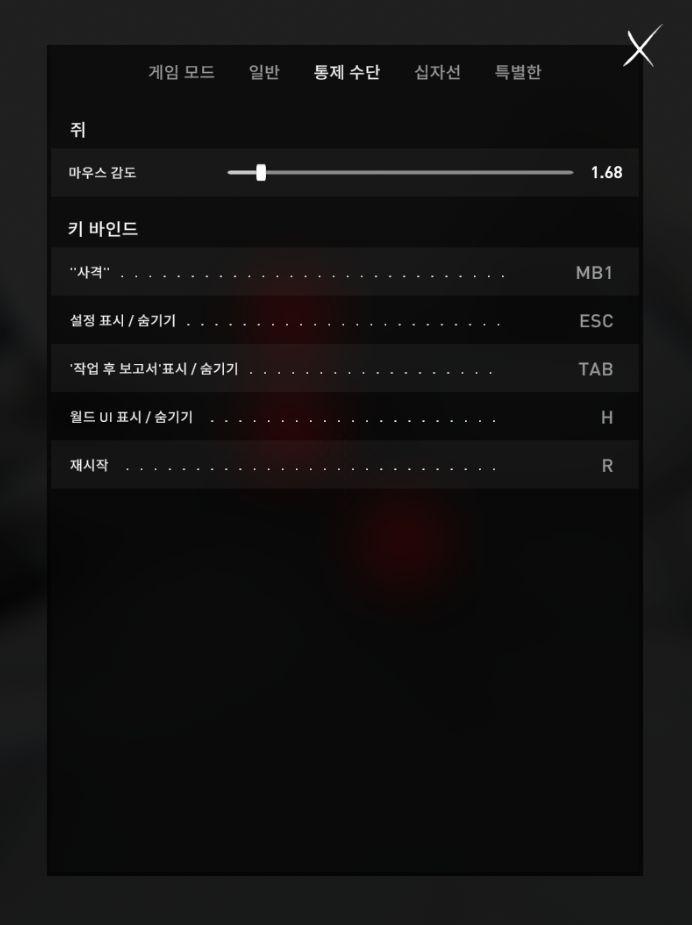 게임 모드 일반 통제 수단 십자선 특별한
쥐
마우스 감도 1.68
키 바인드
''사격'' . . . . . . . . . . . . . . . . . . . . . . . . . . . . MB1
설정 표시 / 숨기기 . . . . . . . . . . . . . . . . . . . . . . . ESC
'작업 후 보고서'표시 / 숨기기 . . . . . . . . . . . . . . . . . . TAB
월드 UI 표시 / 숨기기 . . . . . . . . . . . . . . . . . . . . . H
재시작 . . . . . . . . . . . . . . . . . . . . . . . . . . . R